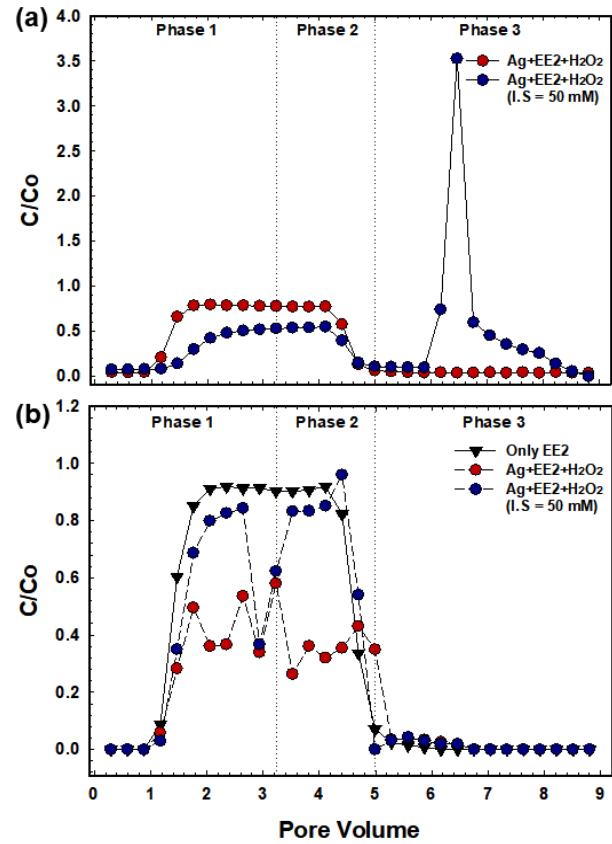 (a)
Phase 1 Phase 2 Phase 3
Ag+EE2+H2O2
Ag+EE2+H2O2
(I.S = 50 mM)
4.0
3.5
3.0
2.5
2.0
1.5
1.0
0.5
0.0
C/Co
(b)
Phase 1 Phase 2 Phase 3
Only EE2
Ag+EE2+H2O2
Ag+EE2+H2O2
(I.S = 50 mM)
1.2
1.0
0.8
0.6
0.4
0.2
0.0
C/Co
0 1 2 3 4 5 6 7 8 9
Pore Volume